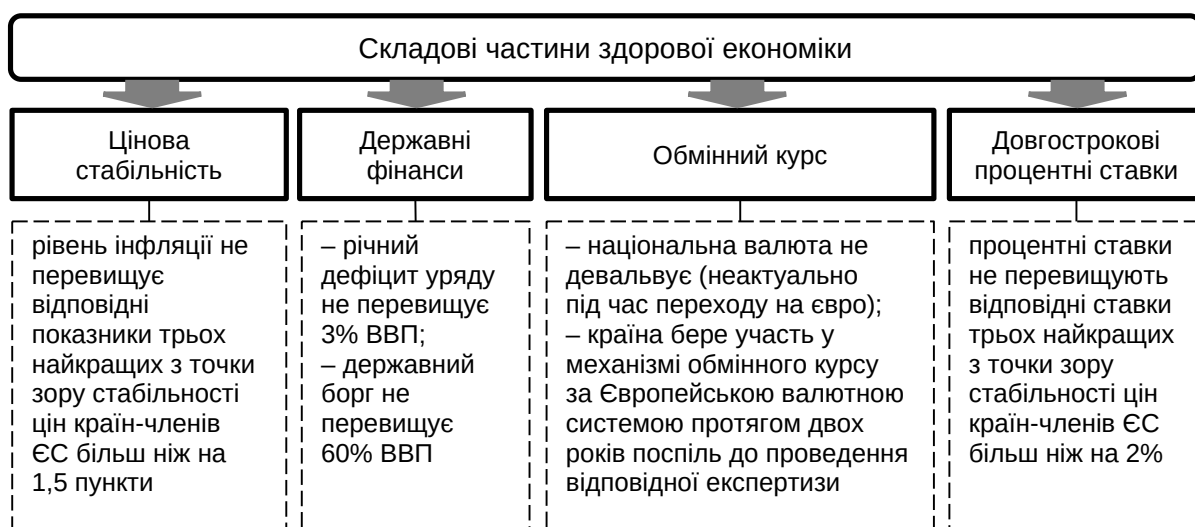 Складові частини здорової економіки
Цінова
стабільність
Державні
фінанси
Обмінний курс
Довгострокові
процентні ставки
рівень інфляції не
перевищує
відповідні
показники трьох
найкращих з точки
зору стабільності
цін країн-членів
ЄС більш ніж на
1,5 пункти
– річний
дефіцит уряду
не перевищує
3% ВВП;
– державний
борг не
перевищує
60% ВВП
– національна валюта не
девальвує (неактуально
під час переходу на євро);
– країна бере участь у
механізмі обмінного курсу
за Європейською валютною
системою протягом двох
років поспіль до проведення
відповідної експертизи
процентні ставки
не перевищують
відповідні ставки
трьох найкращих
з точки зору
стабільності цін
країн-членів ЄС
більш ніж на 2%